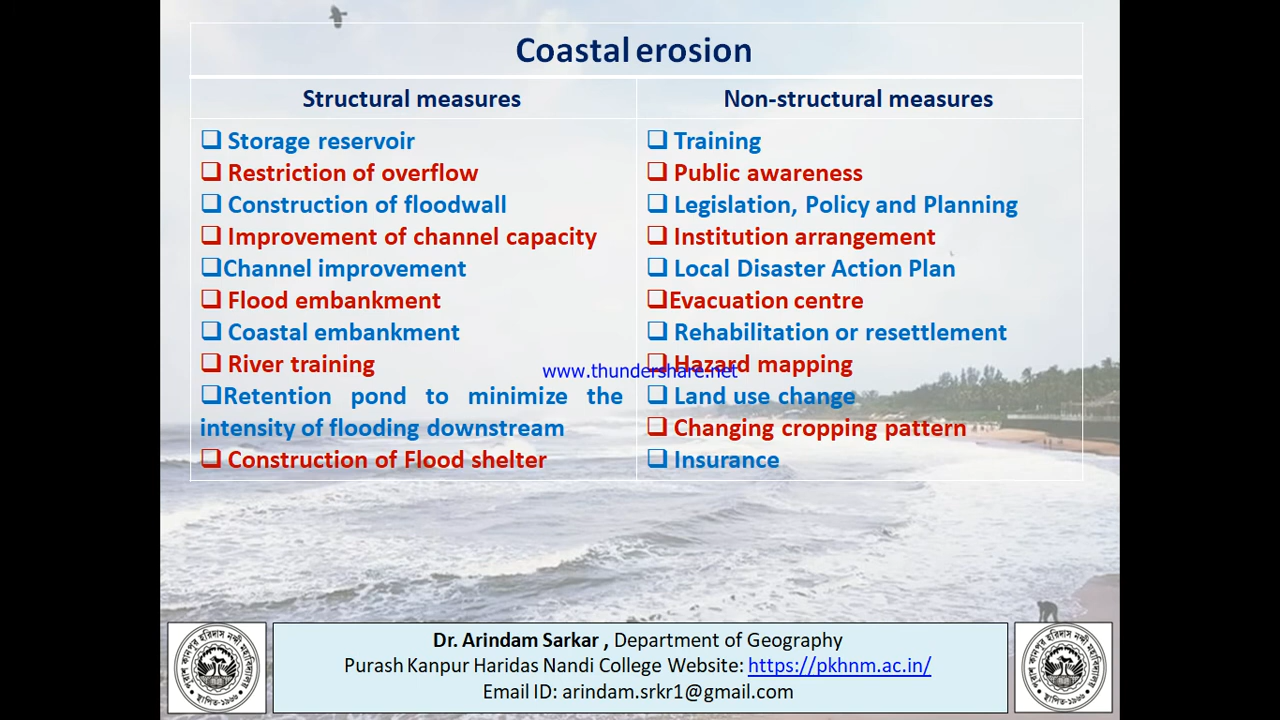 Coastal erosion
Structural measures
Storage reservoir
Restriction of overflow
Construction of floodwall
Improvement of channel capacity
Channel improvement
Flood embankment
Coastal embankment
River training
Retention pond to minimize the
intensity of flooding downstream
Construction of Flood shelter
Non-structural measures
Training
Public awareness
Legislation, Policy and Planning
Institution arrangement
Local Disaster Action Plan
Evacuation centre
Rehabilitation or resettlement
Hazard mapping
Land use change
Changing cropping pattern
Insurance
www.thundershare.net
Dr. Arindam Sarkar , Department of Geography
Purash Kanpur Haridas Nandi College Website: https://pkhnm.ac.in/
Email ID: arindam.srkr1@gmail.com